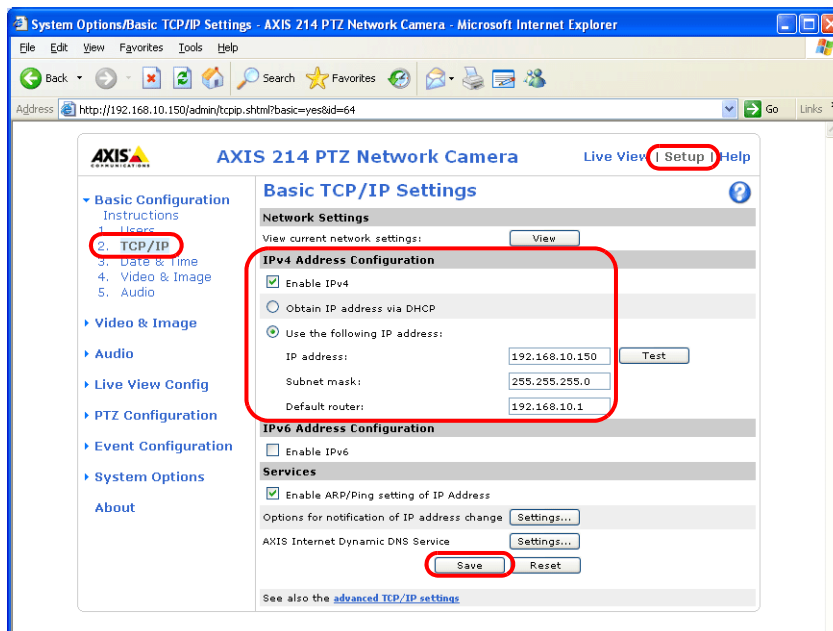 System Options/Basic TCP/IP Settings - AXIS 214 PTZ Network Camera - Microsoft Internet Explorer
File Edit View Favorites Tools Help
Back Search Favorites
Address http://192.168.10.150/admin/tcpip.shtml?basic=yes&id=64 Go Links
AXIS COMMUNICATIONS AXIS 214 PTZ Network Camera Live View | Setup | Help
Basic Configuration
Instructions
1. Users
2. TCP/IP
3. Date & Time
4. Video & Image
5. Audio
Video & Image
Audio
Live View Config
PTZ Configuration
Event Configuration
System Options
About
Basic TCP/IP Settings ?
Network Settings
View current network settings: View
IPv4 Address Configuration
Enable IPv4
Obtain IP address via DHCP
Use the following IP address:
IP address: 192.168.10.150 Test
Subnet mask: 255.255.255.0
Default router: 192.168.10.1
IPv6 Address Configuration
Enable IPv6
Services
Enable ARP/Ping setting of IP Address
Options for notification of IP address change Settings...
AXIS Internet Dynamic DNS Service Settings...
Save Reset
See also the advanced TCP/IP settings